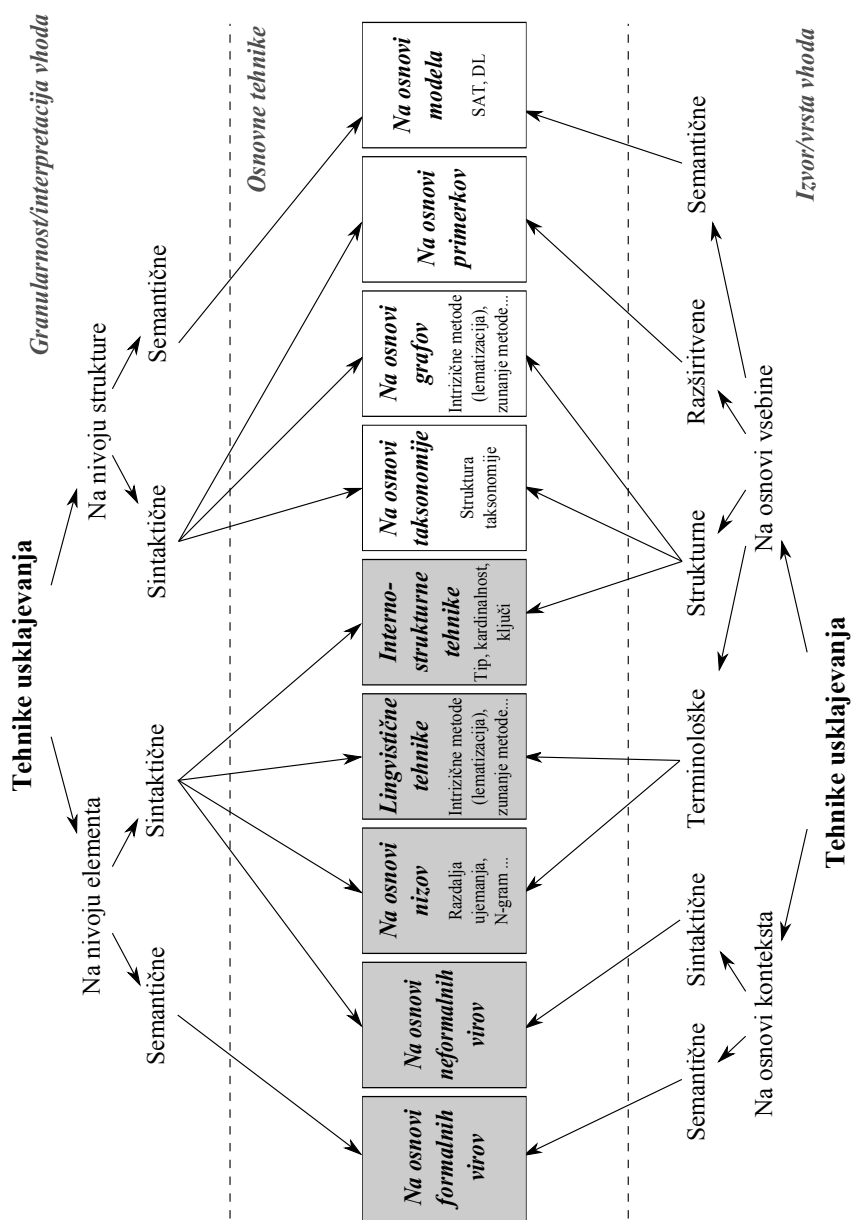 Granularnost/interpretacija vhoda
Tehnike usklajevanja
Na nivoju elementa
Na nivoju strukture
Semantične
Sintaktične
Sintaktične
Semantične
Osnovne tehnike
Na osnovi
formalnih
virov
Na osnovi
neformalnih
virov
Na osnovi
nizov
Razdalja
ujemanja,
N-gram ...
Lingvistične
tehnike
Intrizične metode
(lematizacija),
zunanje metode...
Interno-
strukturne
tehnike
Tip, kardinalnost,
ključi
Na osnovi
taksonomije
Struktura
taksonomije
Na osnovi
grafov
Intrizične metode
(lematizacija),
zunanje metode...
Na osnovi
primerkov
Na osnovi
modela
SAT, DL
Semantične
Sintaktične
Terminološke
Strukturne
Razširitvene
Semantične
Na osnovi konteksta
Na osnovi vsebine
Tehnike usklajevanja
Izvor/vrsta vhoda